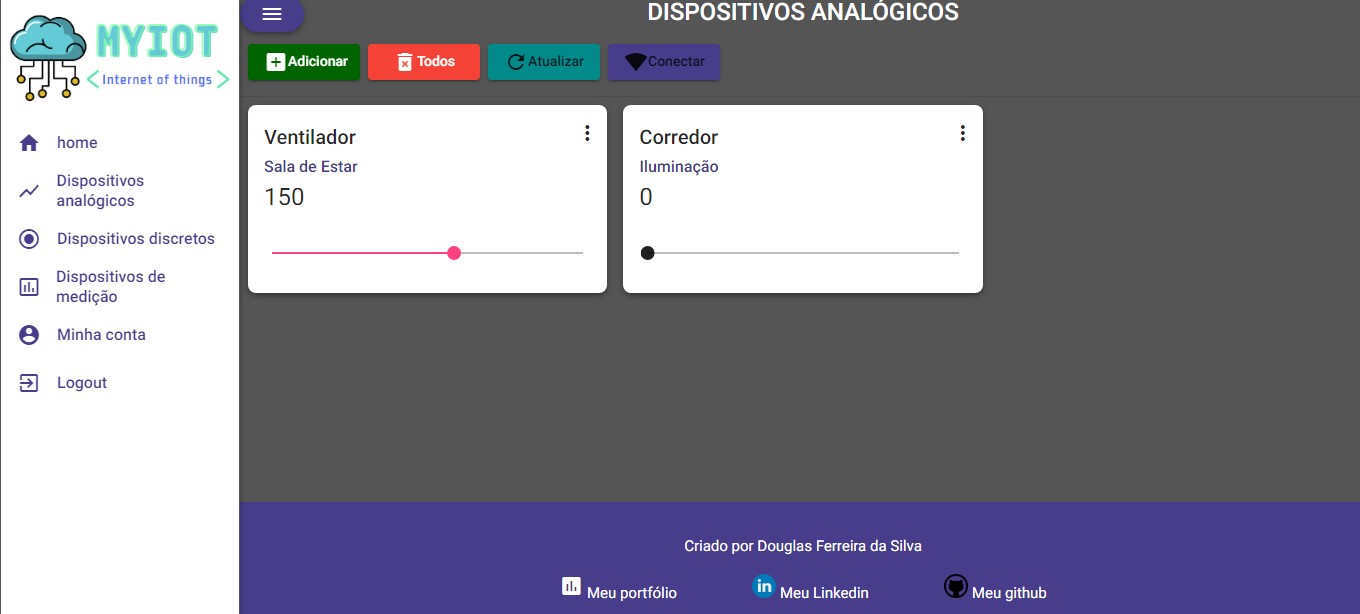 MYIOT
Internet of things
home
Dispositivos
analógicos
Dispositivos discretos
Dispositivos de
medição
Minha conta
Logout
DISPOSITIVOS ANALÓGICOS
Adicionar
Todos
Atualizar
Conectar
Ventilador
Sala de Estar
150
Corredor
Iluminação
0
Criado por Douglas Ferreira da Silva
Meu portfólio
in Meu Linkedin
Meu github